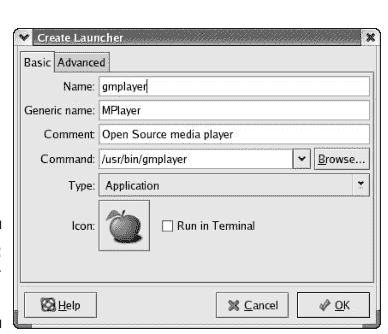 Create Launcher
Basic Advanced
Name: gmplayer
Generic name: MPlayer
Comment: Open Source media player
Command: /usr/bin/gmplayer Browse...
Type: Application
Icon: Run in Terminal
Help Cancel OK